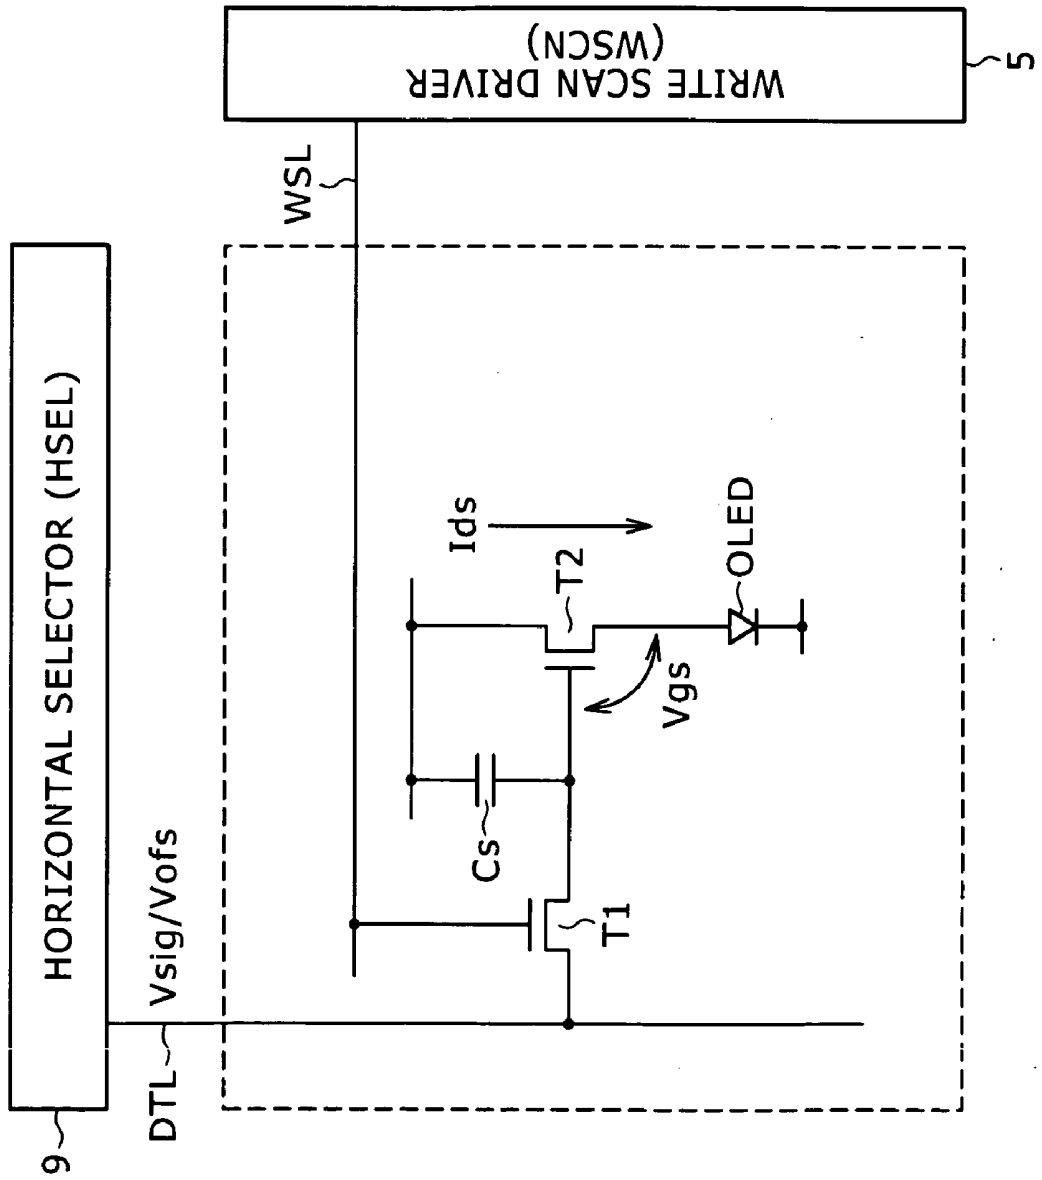 9
HORIZONTAL SELECTOR (HSEL)
DTL
Vsig/Vofs
WSL
WRITE SCAN DRIVER
(WSCN)
5
Cs
T1
Ids
T2
Vgs
OLED